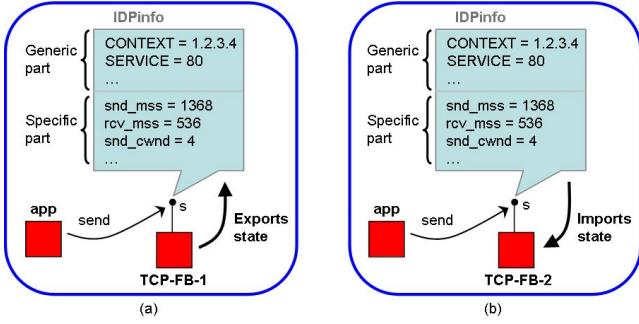 IDPinfo
Generic part
CONTEXT = 1.2.3.4
SERVICE = 80
...
Specific part
snd_mss = 1368
rcv_mss = 536
snd_cwnd = 4
...
s
app
send
Exports state
TCP-FB-1
(a)
IDPinfo
Generic part
CONTEXT = 1.2.3.4
SERVICE = 80
...
Specific part
snd_mss = 1368
rcv_mss = 536
snd_cwnd = 4
...
s
app
send
Imports state
TCP-FB-2
(b)